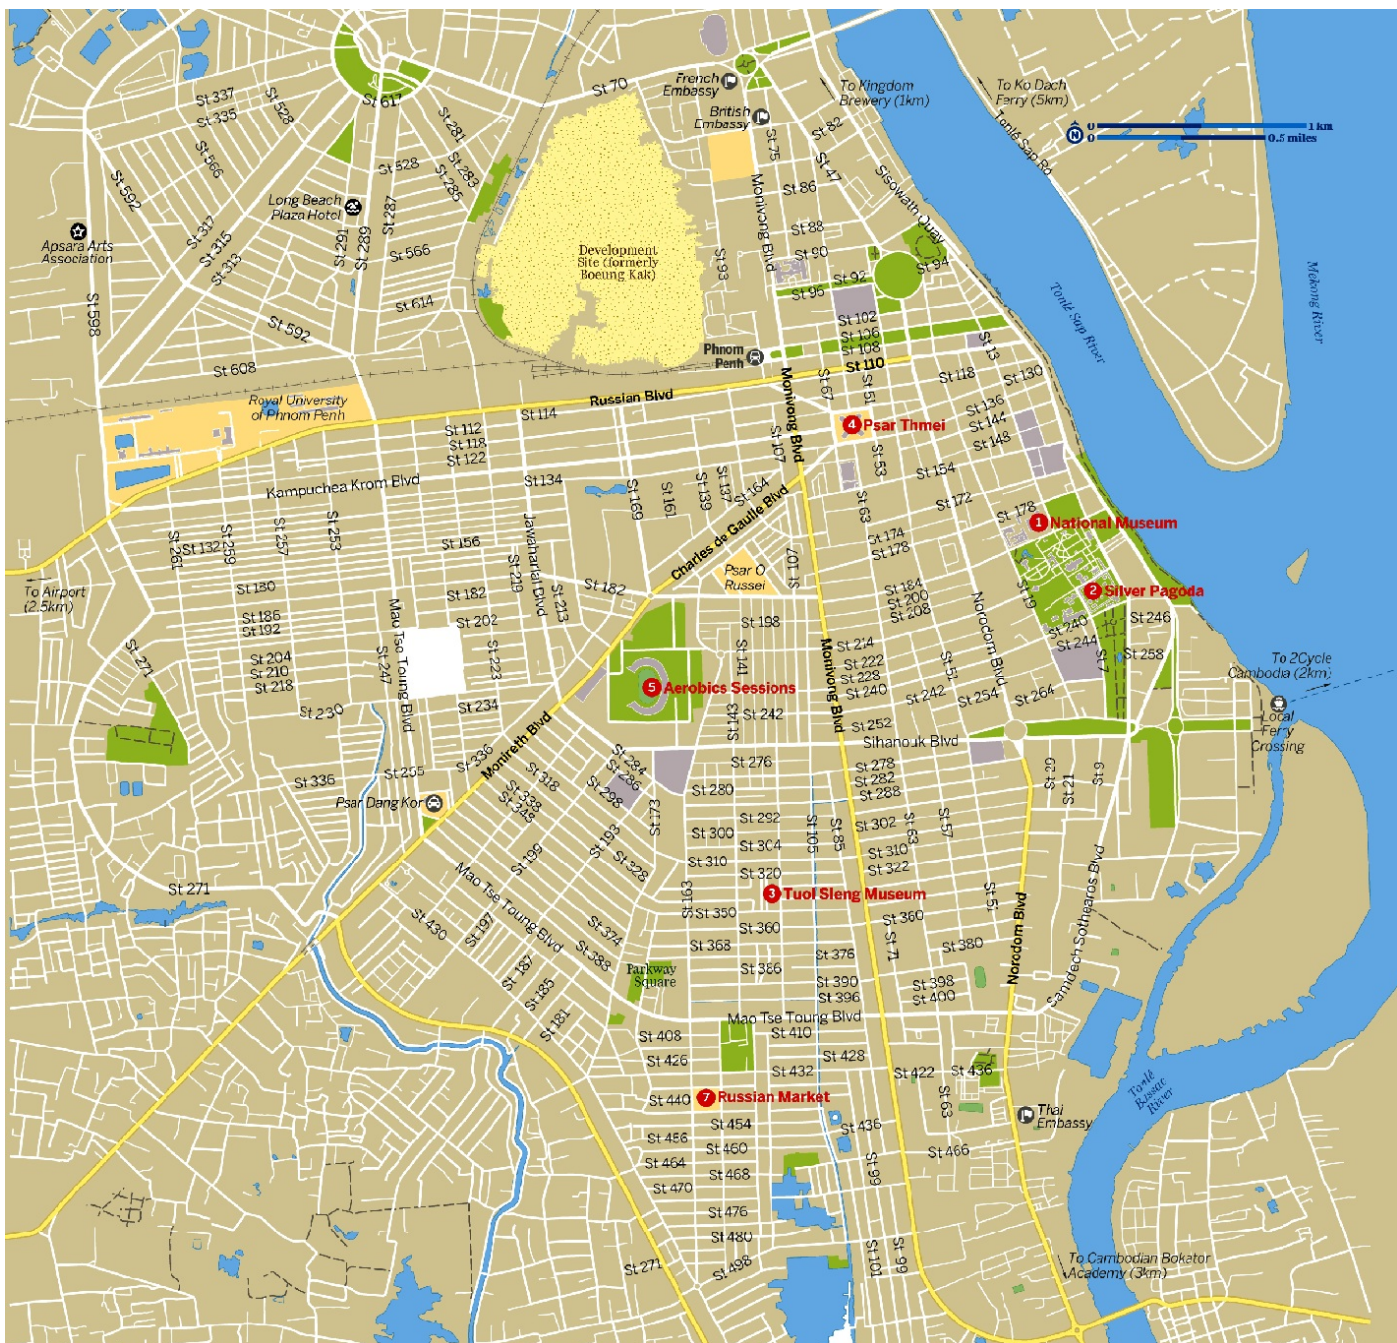 St 70
French
Embassy
British
Embassy
To Kingdom
Brewery (1km)
To Ko Dach
Ferry (5km)
Tonlé Sap Rd
N
0
1 km
0
0.5 miles
St 337
St 335
St 528
St 617
St 281
St 283
St 285
St 566
St 528
St 592
Long Beach
Plaza Hotel
St 287
St 291
St 289
St 317
St 315
St 313
St 566
St 614
St 592
Apsara Arts
Association
St 598
St 608
Development
Site (formerly
Boeung Kak)
St 75
St 82
St 47
St 86
St 88
St 90
St 92
St 94
St 96
St 93
Monivong Blvd
Sisowath Quay
Tonlé Sap River
Mekong River
St 102
St 106
St 108
St 110
Phnom
Penh
St 13
St 118
St 130
St 67
St 51
Monivong Blvd
Russian Blvd
Royal University
of Phnom Penh
St 114
St 112
St 118
St 122
4
Psar Thmei
St 136
St 144
St 148
St 107
St 53
St 154
Kampuchea Krom Blvd
St 134
St 169
St 161
St 139
St 137
St 164
Charles de Gaulle Blvd
St 63
St 172
St 178
1
National Museum
St 174
St 178
St 261
St 132
St 259
St 257
St 253
St 156
Jawaharlal Blvd
St 219
St 213
St 182
Psar O
Russei
St 107
2
Silver Pagoda
To Airport
(2.5km)
St 180
St 182
St 184
St 200
St 208
St 19
St 186
St 192
Mao Tse Toung Blvd
St 202
St 198
St 240
St 246
Norodom Blvd
St 204
St 210
St 218
St 271
St 247
St 223
St 141
St 214
St 222
St 228
St 240
St 51
St 244
St 7
St 258
To 2Cycle
Cambodia (2km)
5
Aerobics Sessions
Monivong Blvd
St 242
St 254
St 264
St 230
St 234
St 143
St 242
St 252
Sihanouk Blvd
Local
Ferry
Crossing
Monireth Blvd
St 336
St 336
St 255
St 318
St 284
St 286
St 298
St 276
St 278
St 282
St 288
St 29
St 21
St 9
Psar Dang Kor
St 338
St 348
St 280
St 173
St 193
St 199
St 328
St 292
St 300
St 304
St 310
St 320
St 105
St 85
St 302
St 310
St 322
St 63
St 57
St 271
Mao Tse Toung Blvd
3
Tuol Sleng Museum
St 163
St 350
St 360
St 360
St 51
Norodom Blvd
Samdech Sothearos Blvd
St 430
St 197
St 374
St 383
St 368
St 376
St 71
St 380
St 187
St 185
St 181
Parkway
Square
St 386
St 390
St 396
St 398
St 400
Mao Tse Toung Blvd
St 408
St 410
St 426
St 428
St 432
St 422
St 436
St 440
7
Russian Market
St 63
Thai
Embassy
Tonlé
Bassac
River
St 454
St 456
St 460
St 436
St 464
St 466
St 468
St 470
St 99
St 476
St 480
St 271
St 498
St 101
St 99
To Cambodian Bokator
Academy (3km)